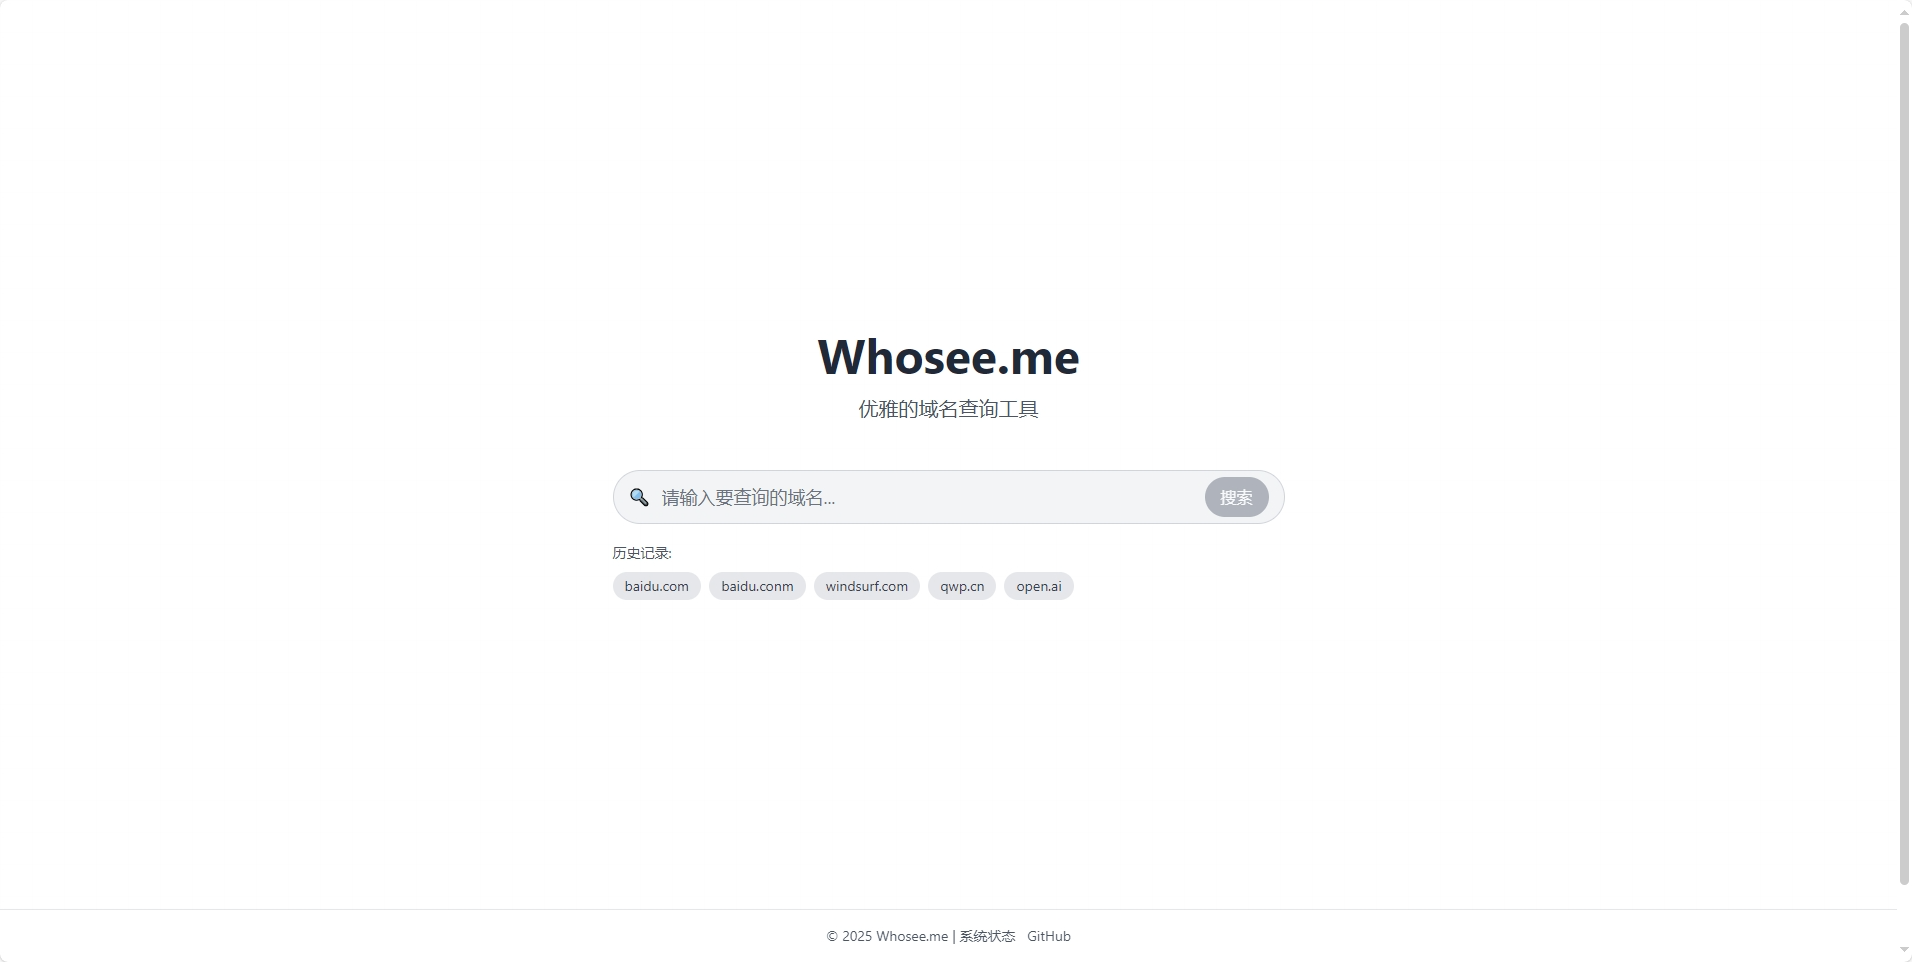 Whosee.me
优雅的域名查询工具
请输入要查询的域名... 搜索
历史记录:
baidu.com baidu.conm windsurf.com qwp.cn open.ai
© 2025 Whosee.me | 系统状态 GitHub